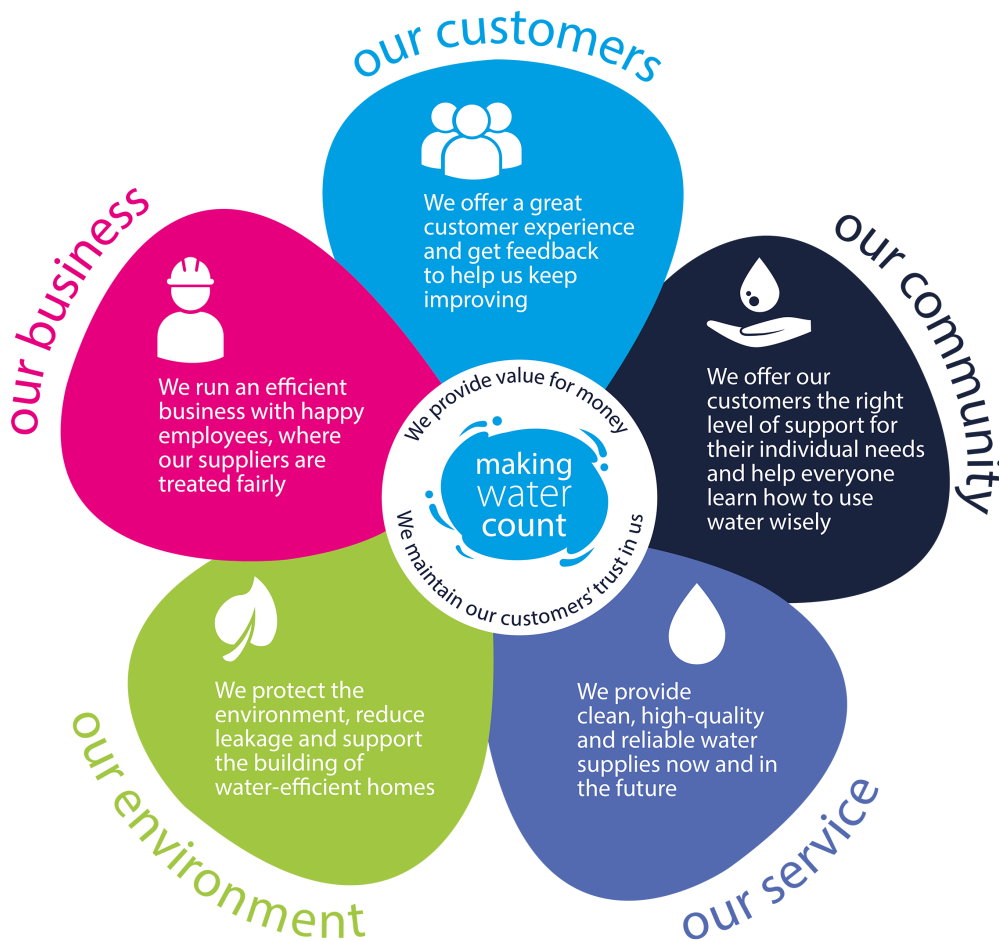 our customers
We offer a great
customer experience
and get feedback
to help us keep
improving
our community
We offer our
customers the right
level of support for
their individual needs
and help everyone
learn how to use
water wisely
our service
We provide
clean, high-quality
and reliable water
supplies now and in
the future
our environment
We protect the
environment, reduce
leakage and support
the building of
water-efficient homes
our business
We run an efficient
business with happy
employees, where
our suppliers are
treated fairly
We provide value for money
making
water
count
We maintain our customers' trust in us